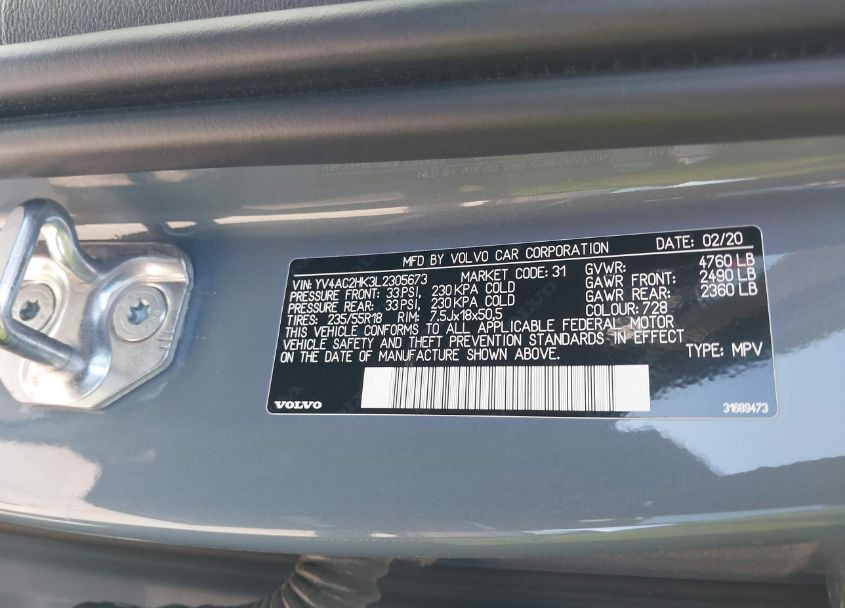 MFD BY VOLVO CAR CORPORATION DATE: 02/20
VIN: YV4AC2HK3L2305673 MARKET CODE: 31 GVWR: 4760 LB
PRESSURE FRONT: 33 PSI, 230 KPA COLD GAWR FRONT: 2490 LB
PRESSURE REAR: 33 PSI, 230 KPA COLD GAWR REAR: 2360 LB
TIRES: 235/55R18 RIM: 7.5Jx18x50,5 COLOUR: 728
THIS VEHICLE CONFORMS TO ALL APPLICABLE FEDERAL MOTOR
VEHICLE SAFETY AND THEFT PREVENTION STANDARDS IN EFFECT
ON THE DATE OF MANUFACTURE SHOWN ABOVE. TYPE: MPV
VOLVO 31689473